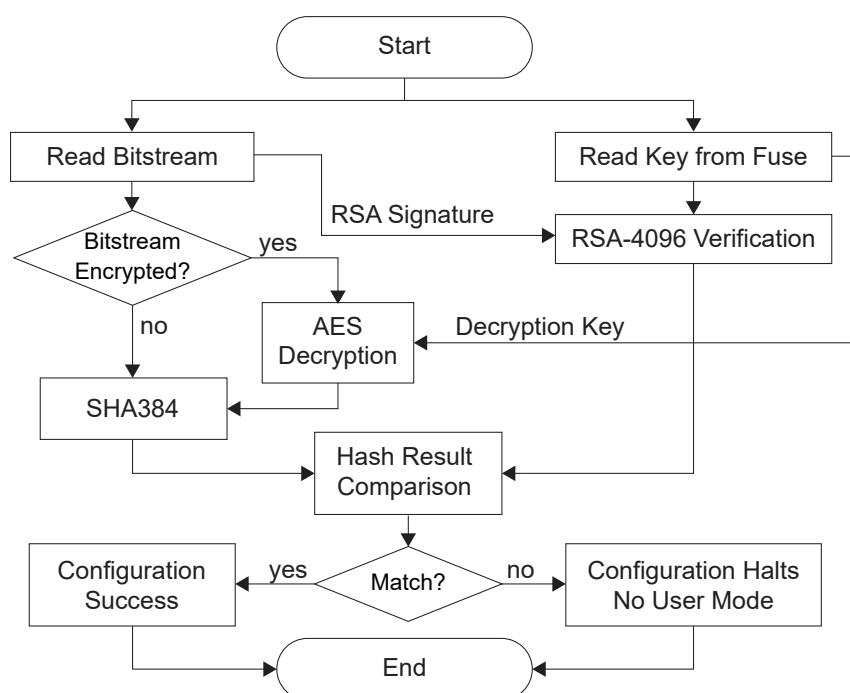 Start
Read Bitstream
Read Key from Fuse
RSA Signature
RSA-4096 Verification
Bitstream
Encrypted?
yes
no
AES
Decryption
Decryption Key
SHA384
Hash Result
Comparison
Configuration
Success
yes
Match?
no
Configuration Halts
No User Mode
End